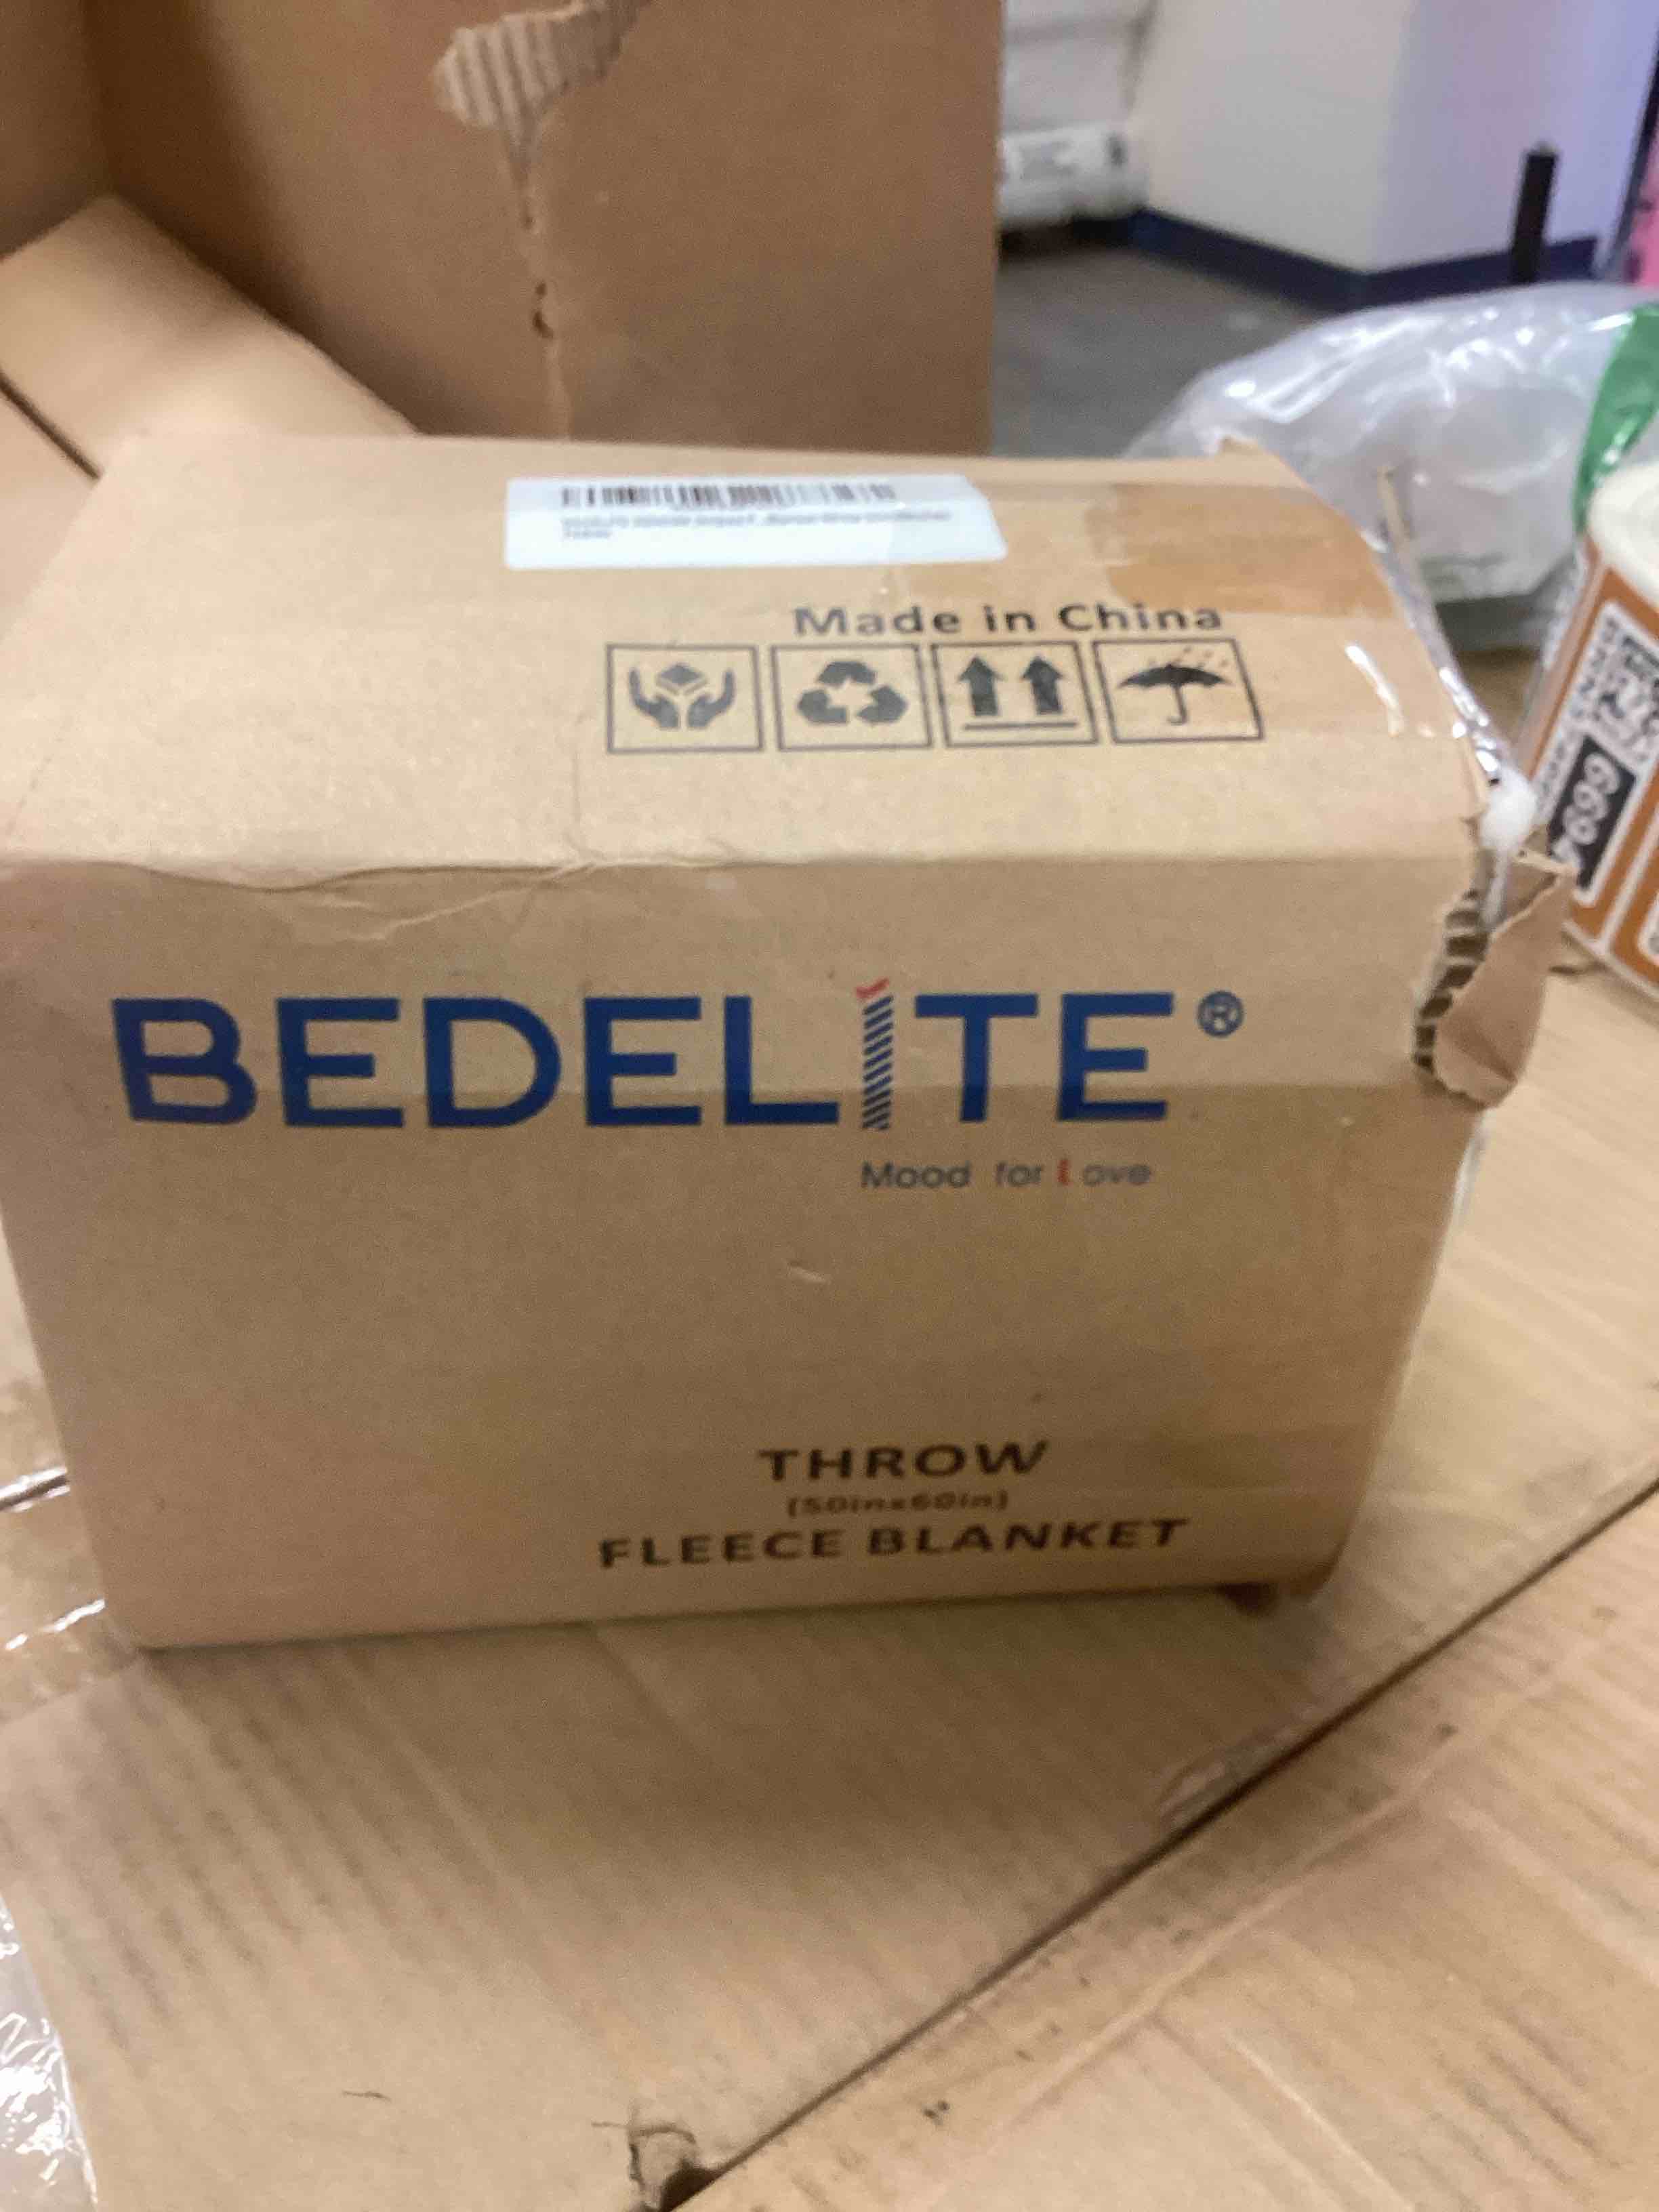 Made in China
BEDELITE®
Mood for Love
THROW
(50inx60in)
FLEECE BLANKET